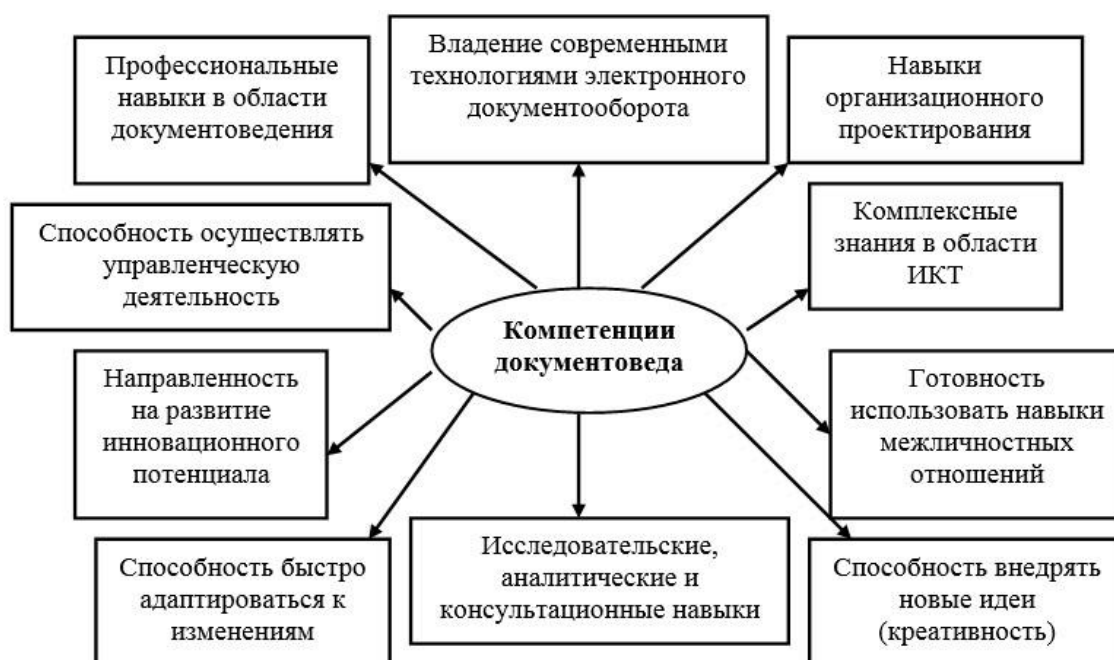 Профессиональные
навыки в области
документоведения
Владение современными
технологиями электронного
документооборота
Навыки
организационного
проектирования
Способность осуществлять
управленческую
деятельность
Комплексные
знания в области
ИКТ
Компетенции
документоведа
Направленность
на развитие
инновационного
потенциала
Готовность
использовать навыки
межличностных
отношений
Способность быстро
адаптироваться к
изменениям
Исследовательские,
аналитические и
консультационные навыки
Способность внедрять
новые идеи
(креативность)